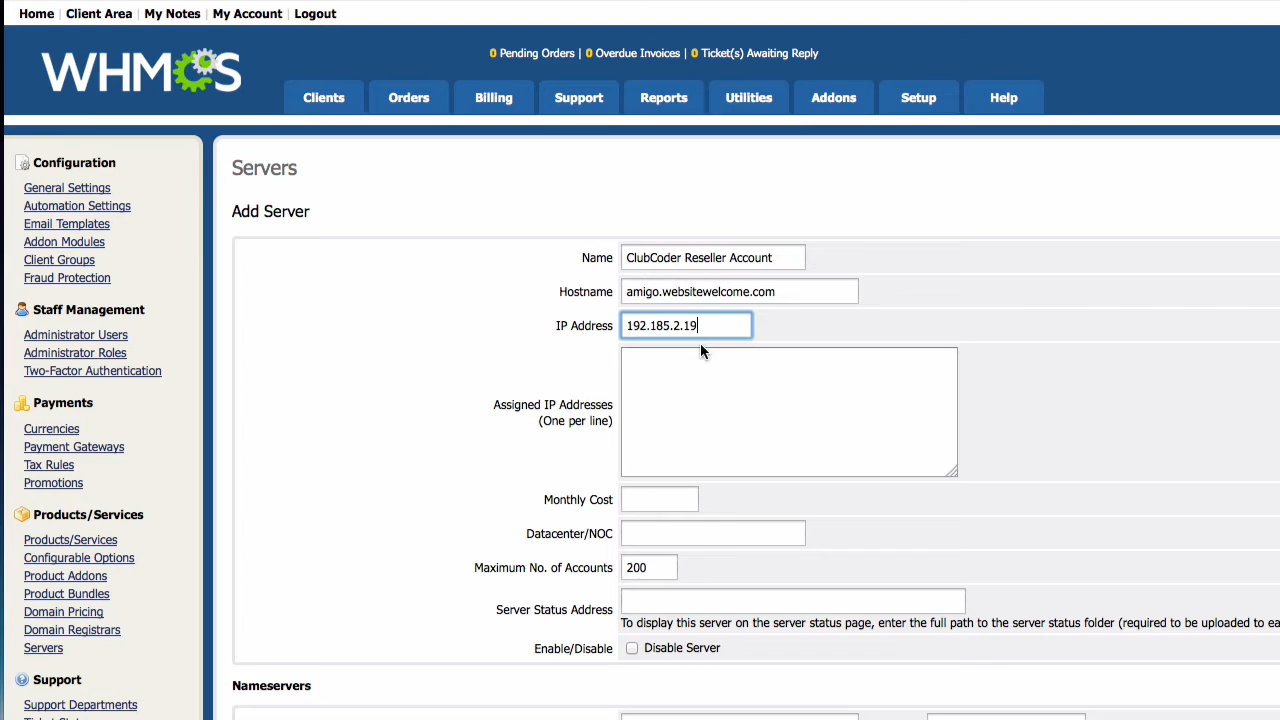 Home | Client Area | My Notes | My Account | Logout
WHMCS
0 Pending Orders | 0 Overdue Invoices | 0 Ticket(s) Awaiting Reply
Clients Orders Billing Support Reports Utilities Addons Setup Help
Configuration
General Settings
Automation Settings
Email Templates
Addon Modules
Client Groups
Fraud Protection
Staff Management
Administrator Users
Administrator Roles
Two-Factor Authentication
Payments
Currencies
Payment Gateways
Tax Rules
Promotions
Products/Services
Products/Services
Configurable Options
Product Addons
Product Bundles
Domain Pricing
Domain Registrars
Servers
Support
Support Departments
Servers
Add Server
Name ClubCoder Reseller Account
Hostname amigo.websitewelcome.com
IP Address 192.185.2.19
Assigned IP Addresses
(One per line)
Monthly Cost
Datacenter/NOC
Maximum No. of Accounts 200
Server Status Address
To display this server on the server status page, enter the full path to the server status folder (required to be uploaded to
Enable/Disable Disable Server
Nameservers